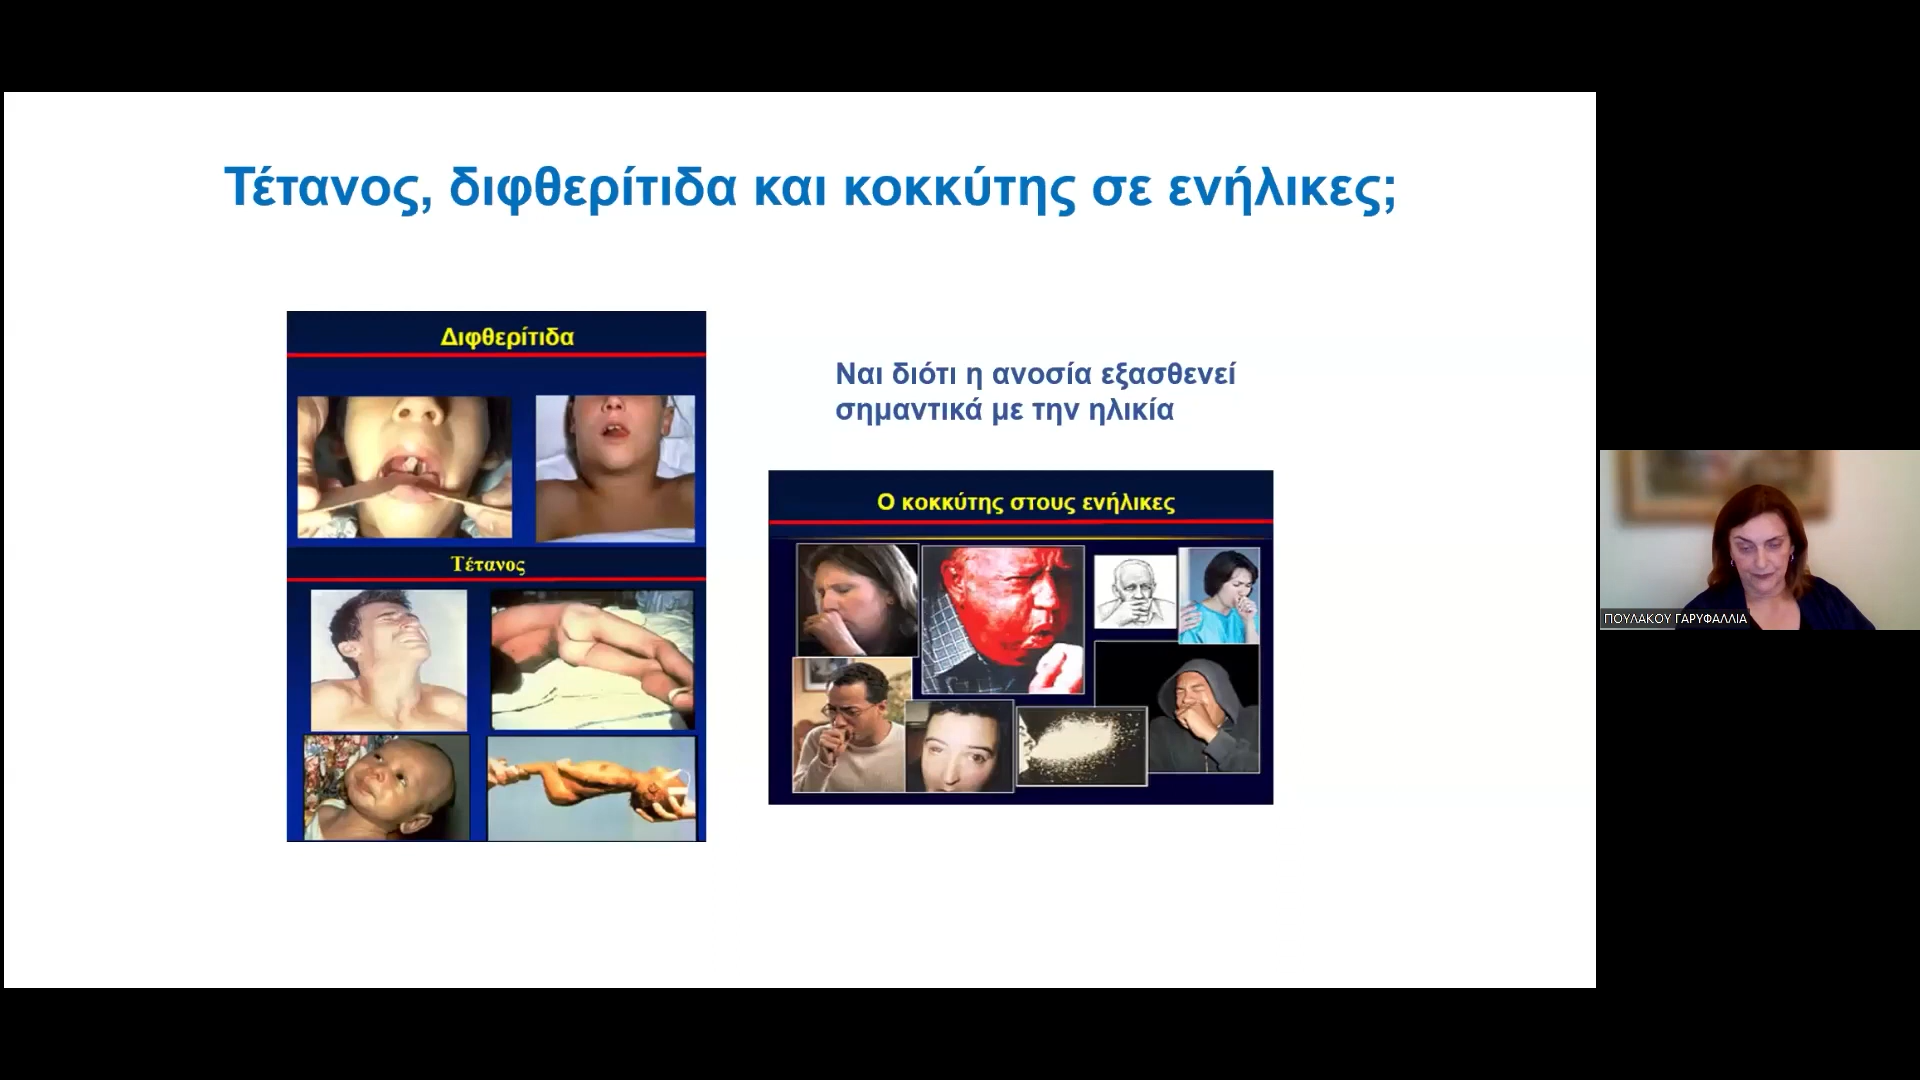 Τέτανος, διφθερίτιδα και κοκκύτης σε ενήλικες;
Διφθερίτιδα
Τέτανος
Ναι διότι η ανοσία εξασθενεί
σημαντικά με την ηλικία
Ο κοκκύτης στους ενήλικες
ΠΟΥΛΑΚΟΥ ΓΑΡΥΦΑΛΛΙΑ